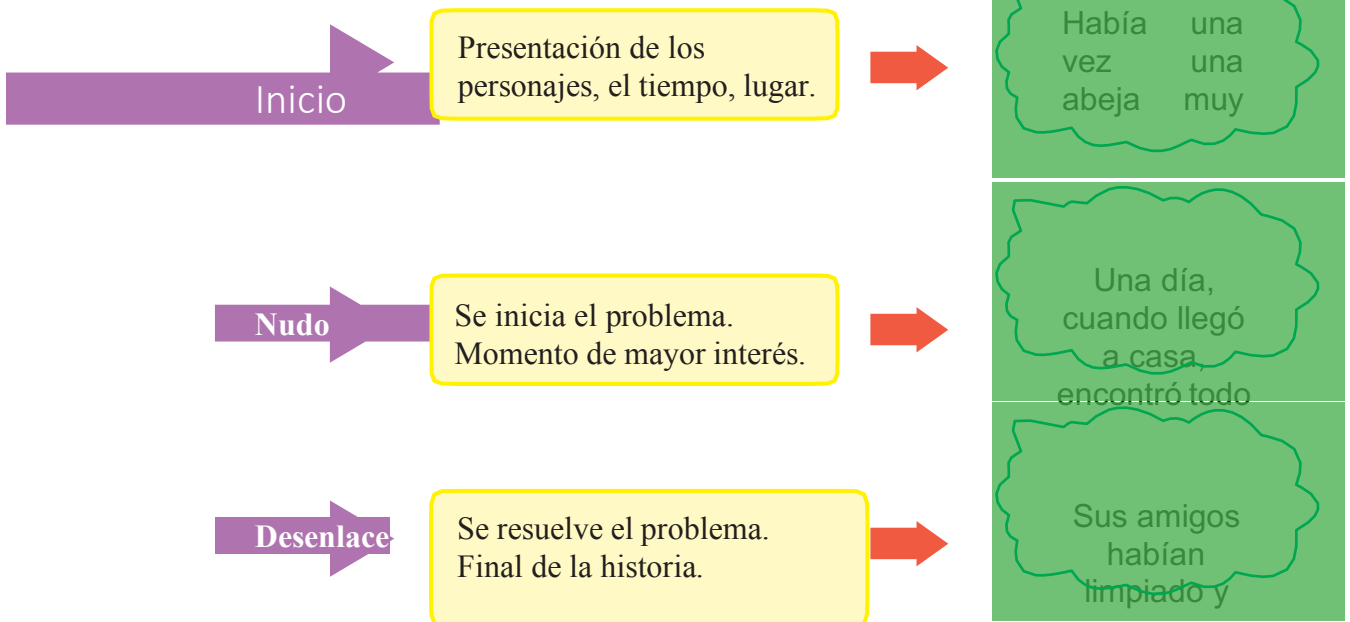 Inicio
Presentación de los
personajes, el tiempo, lugar.
Había una
vez una
abeja muy
Nudo
Se inicia el problema.
Momento de mayor interés.
Una día,
cuando llegó
a casa,
encontró todo
Desenlace
Se resuelve el problema.
Final de la historia.
Sus amigos
habían
limpiado y